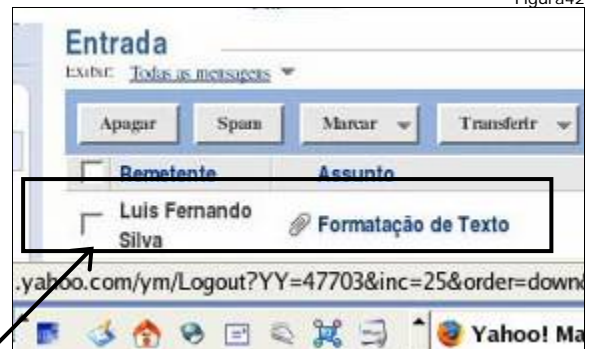 Figura42
Entrada
Exibir: Todas as mensagens
Apagar Spam Marcar Transferir
Remetente Assunto
Luis Fernando Silva Formatação de Texto
.yahoo.com/ym/Logout?YY=47703&inc=25&order=down&
Yahoo! Ma